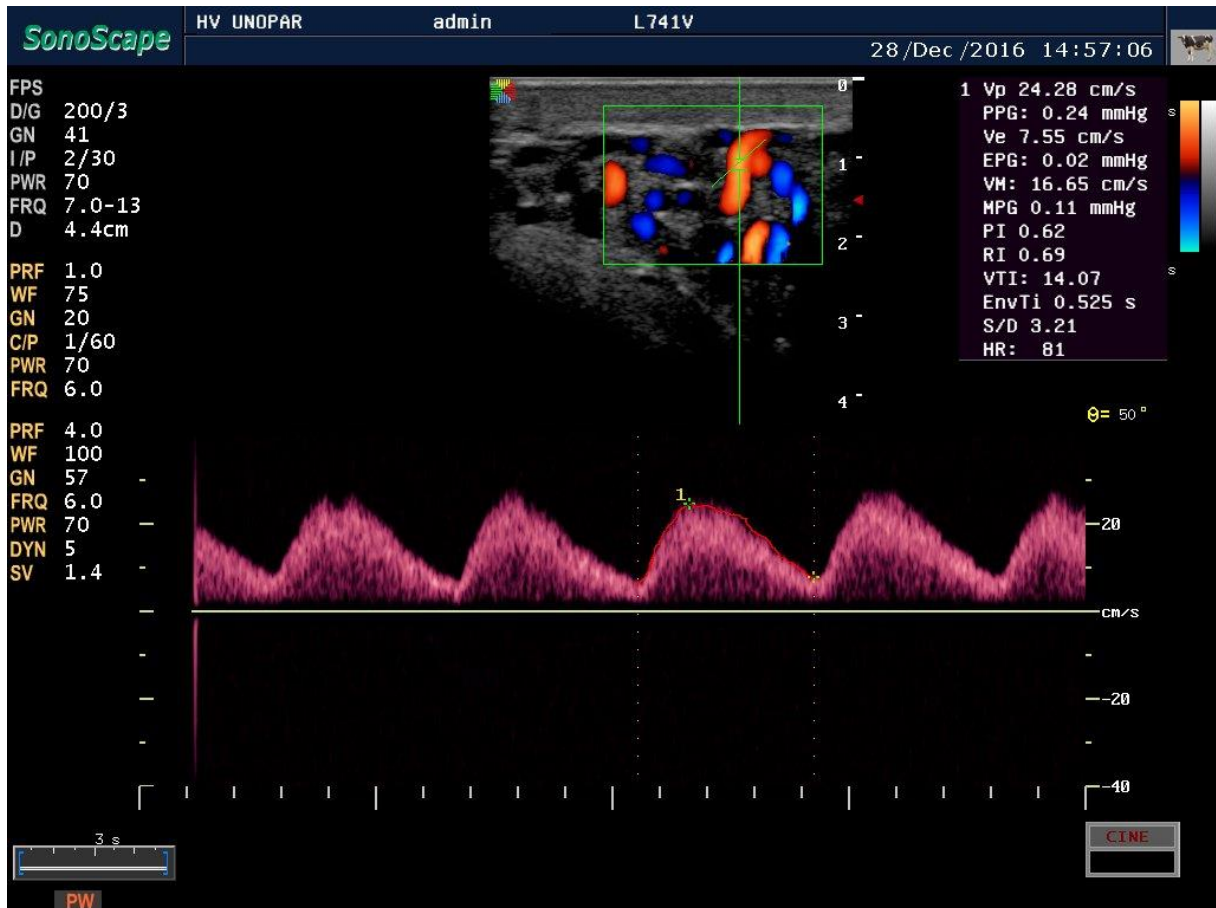 SonoScape
HV UNOPAR admin L741V
28/Dec/2016 14:57:06
FPS
D/G 200/3
GN 41
I/P 2/30
PWR 70
FRQ 7.0-13
D 4.4cm
PRF 1.0
WF 75
GN 20
C/P 1/60
PWR 70
FRQ 6.0
PRF 4.0
WF 100
GN 57
FRQ 6.0
PWR 70
DYN 5
SV 1.4
0
1
2
3
4
1 Vp 24.28 cm/s
PPG: 0.24 mmHg
Ve 7.55 cm/s
EPG: 0.02 mmHg
VM: 16.65 cm/s
MPG 0.11 mmHg
PI 0.62
RI 0.69
VTI: 14.07
EnvTi 0.525 s
S/D 3.21
HR: 81
s
s
θ= 50°
1
20
cm/s
-20
-40
3 s
CINE
PW